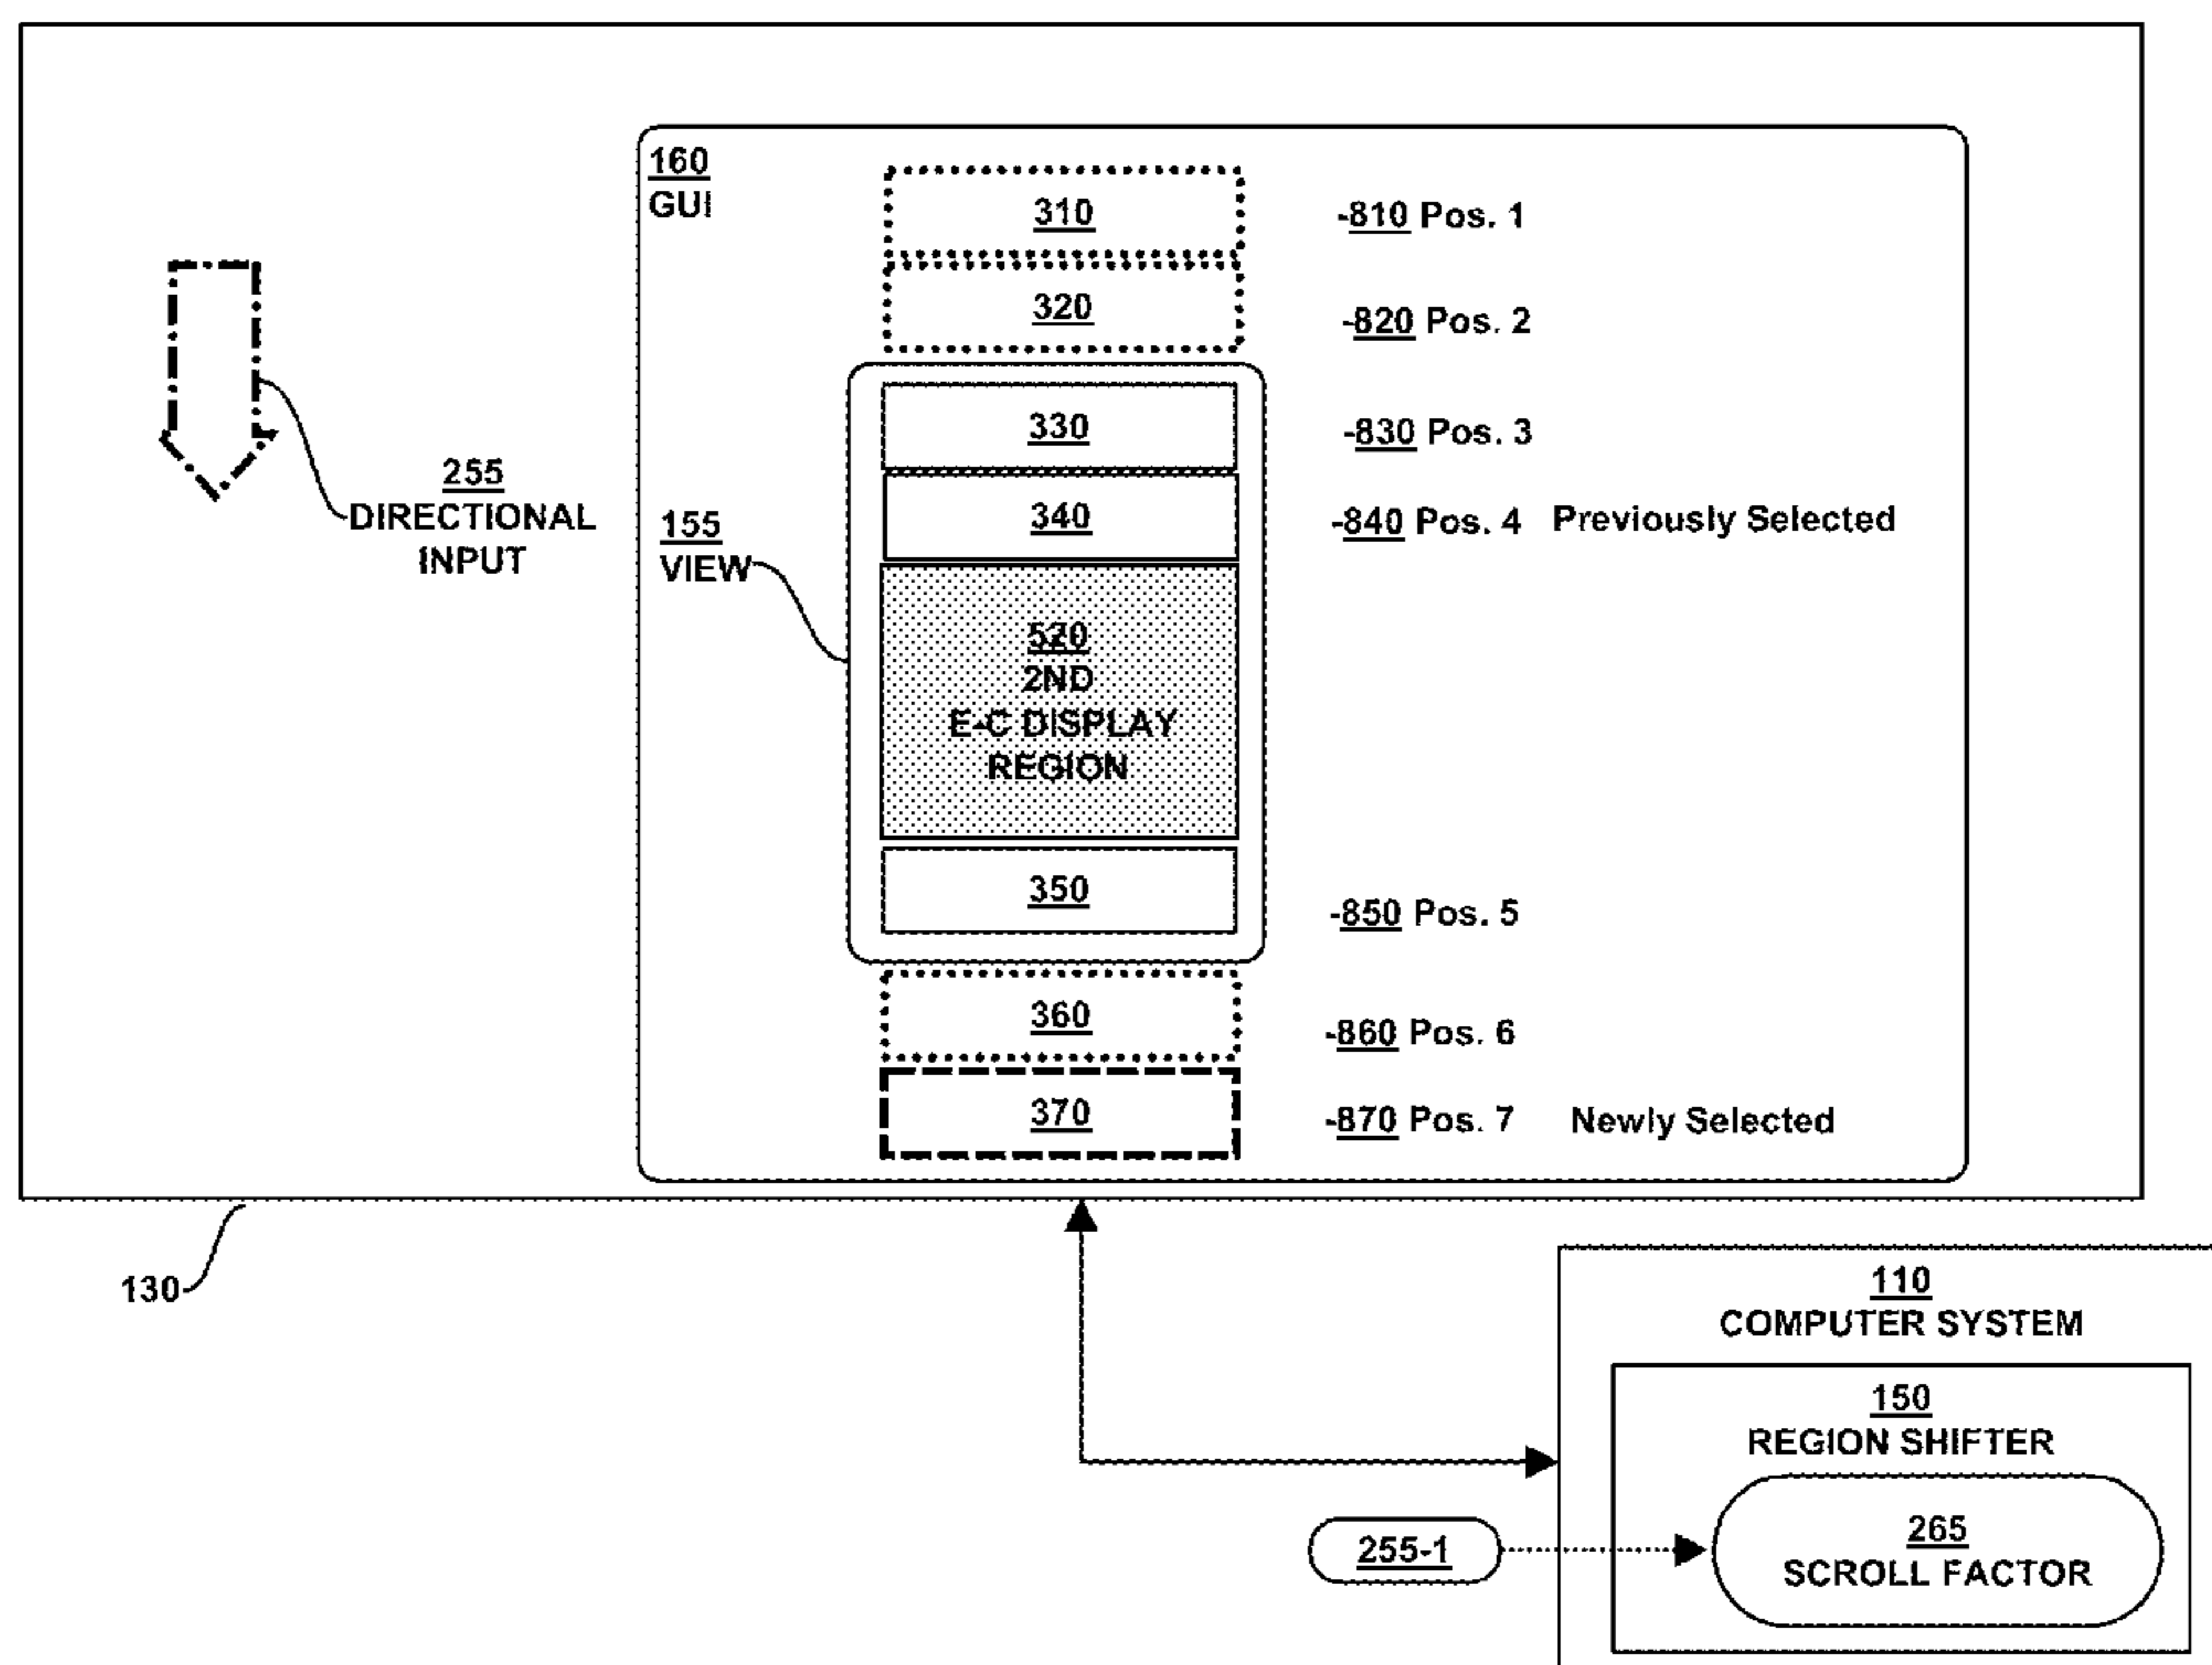 160
GUI
310
-810 Pos. 1
320
-820 Pos. 2
330
-830 Pos. 3
255
DIRECTIONAL
INPUT
155
VIEW
340
-840 Pos. 4 Previously Selected
520
2ND
E-C DISPLAY
REGION
350
-850 Pos. 5
360
-860 Pos. 6
370
-870 Pos. 7 Newly Selected
130
110
COMPUTER SYSTEM
150
REGION SHIFTER
255-1
265
SCROLL FACTOR